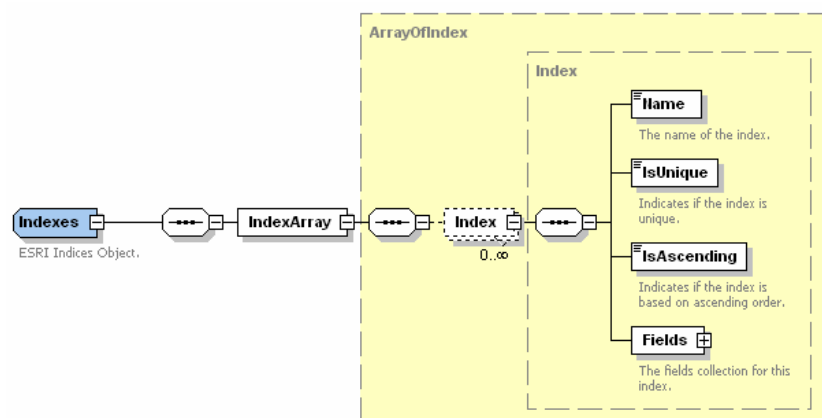 ArrayOfIndex
Index
Name
The name of the index.
IsUnique
Indicates if the index is
unique.
Indexes
ESRI Indices Object.
IndexArray
Index
0..∞
IsAscending
Indicates if the index is
based on ascending order.
Fields
The fields collection for this
index.